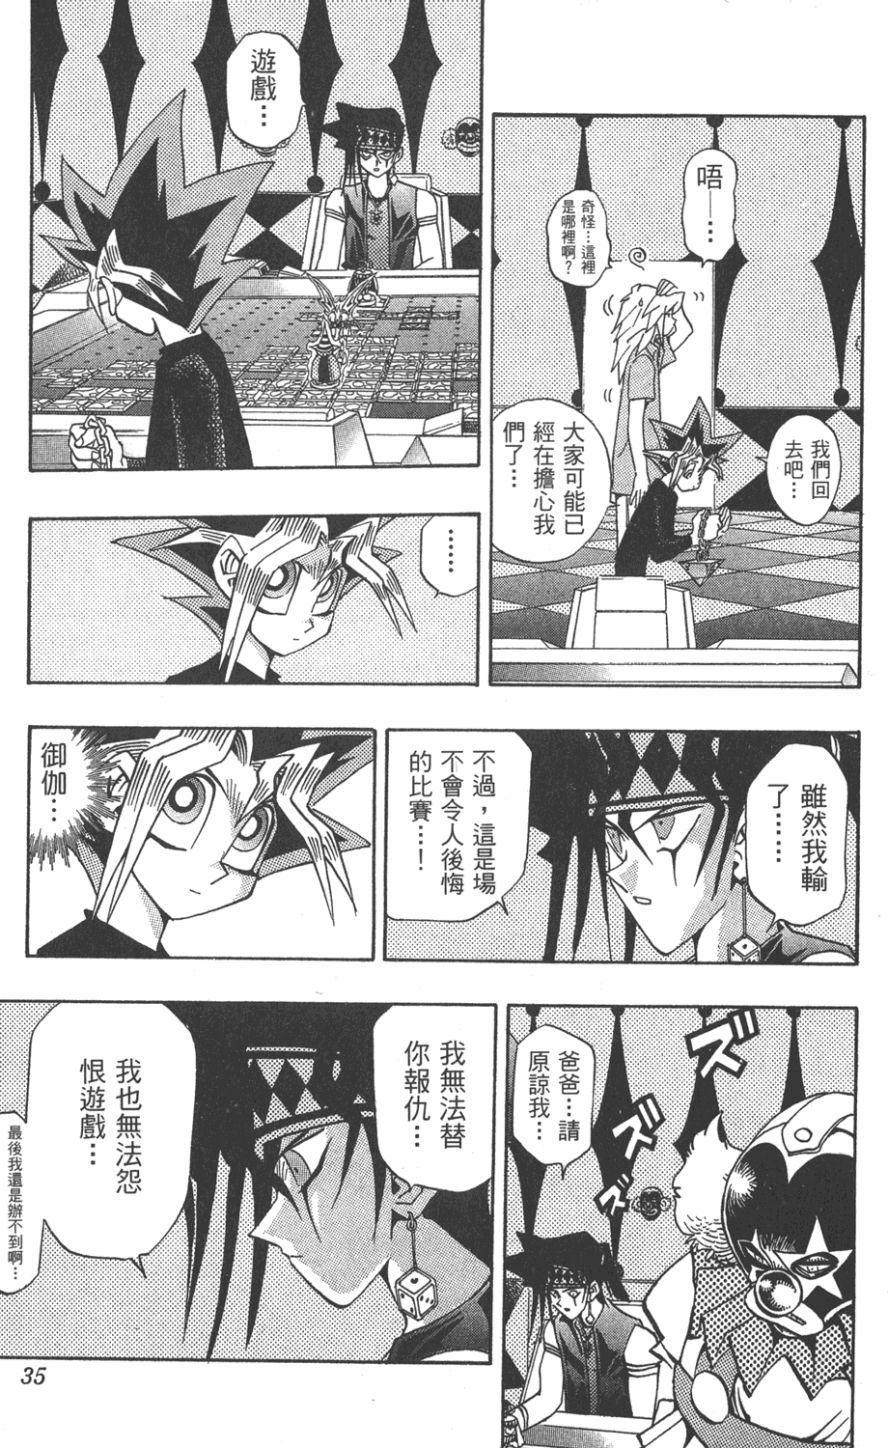 唔——…
奇怪…這裡
是哪裡啊？
我們回
去吧…
大家可能已
經在擔心我
們了…
遊
戲…
……
雖然我輸
了……
不過，這是場
不會令人後悔
的比賽…！
御
伽…
ズ
ズズ
爸爸…請
原諒我…
我無法替
你報仇…
我也無法怨
恨遊戲…
最後我還是辦不到啊…
35